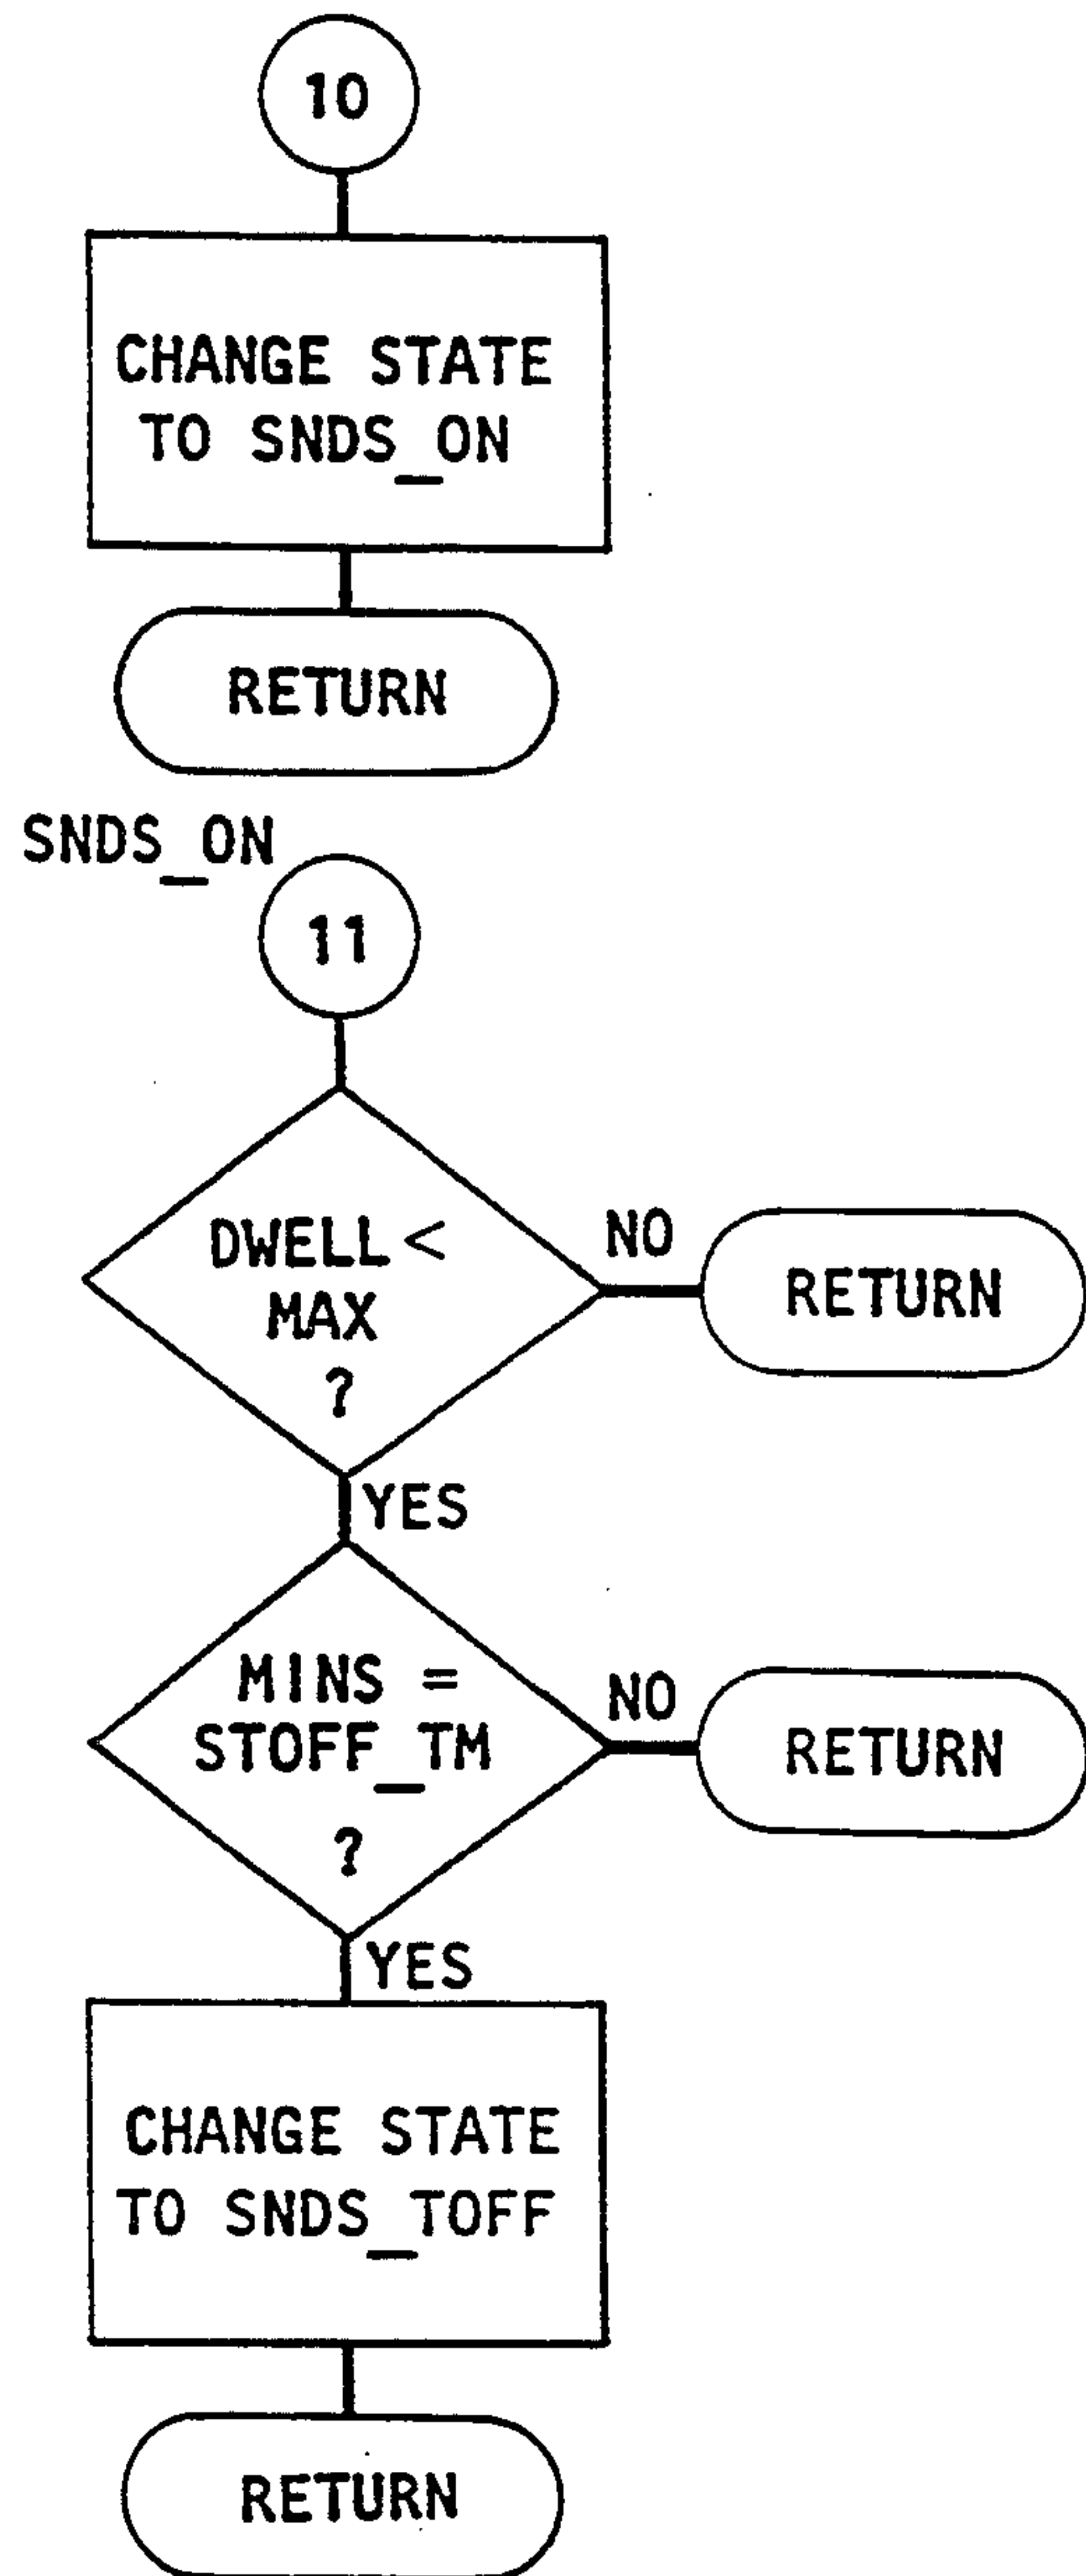 10
CHANGE STATE
TO SNDS_ON
RETURN
SNDS_ON
11
DWELL <
MAX
?
NO
RETURN
YES
MINS =
STOFF_TM
?
NO
RETURN
YES
CHANGE STATE
TO SNDS_TOFF
RETURN